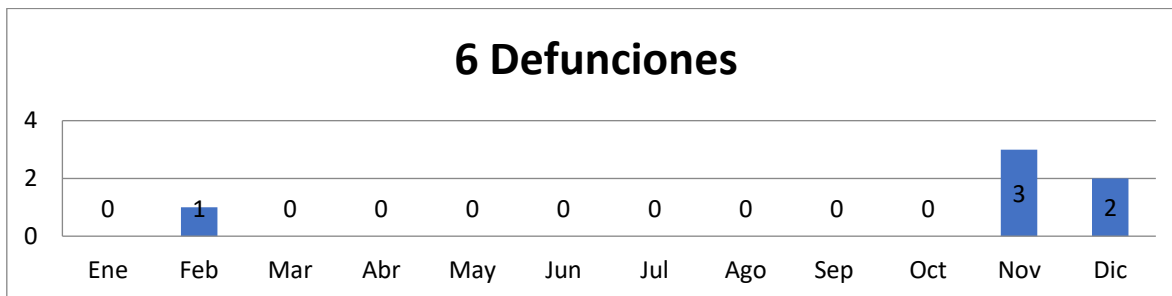 6 Defunciones
4
2
0
0 1 0 0 0 0 0 0 0 0 3 2
Ene Feb Mar Abr May Jun Jul Ago Sep Oct Nov Dic